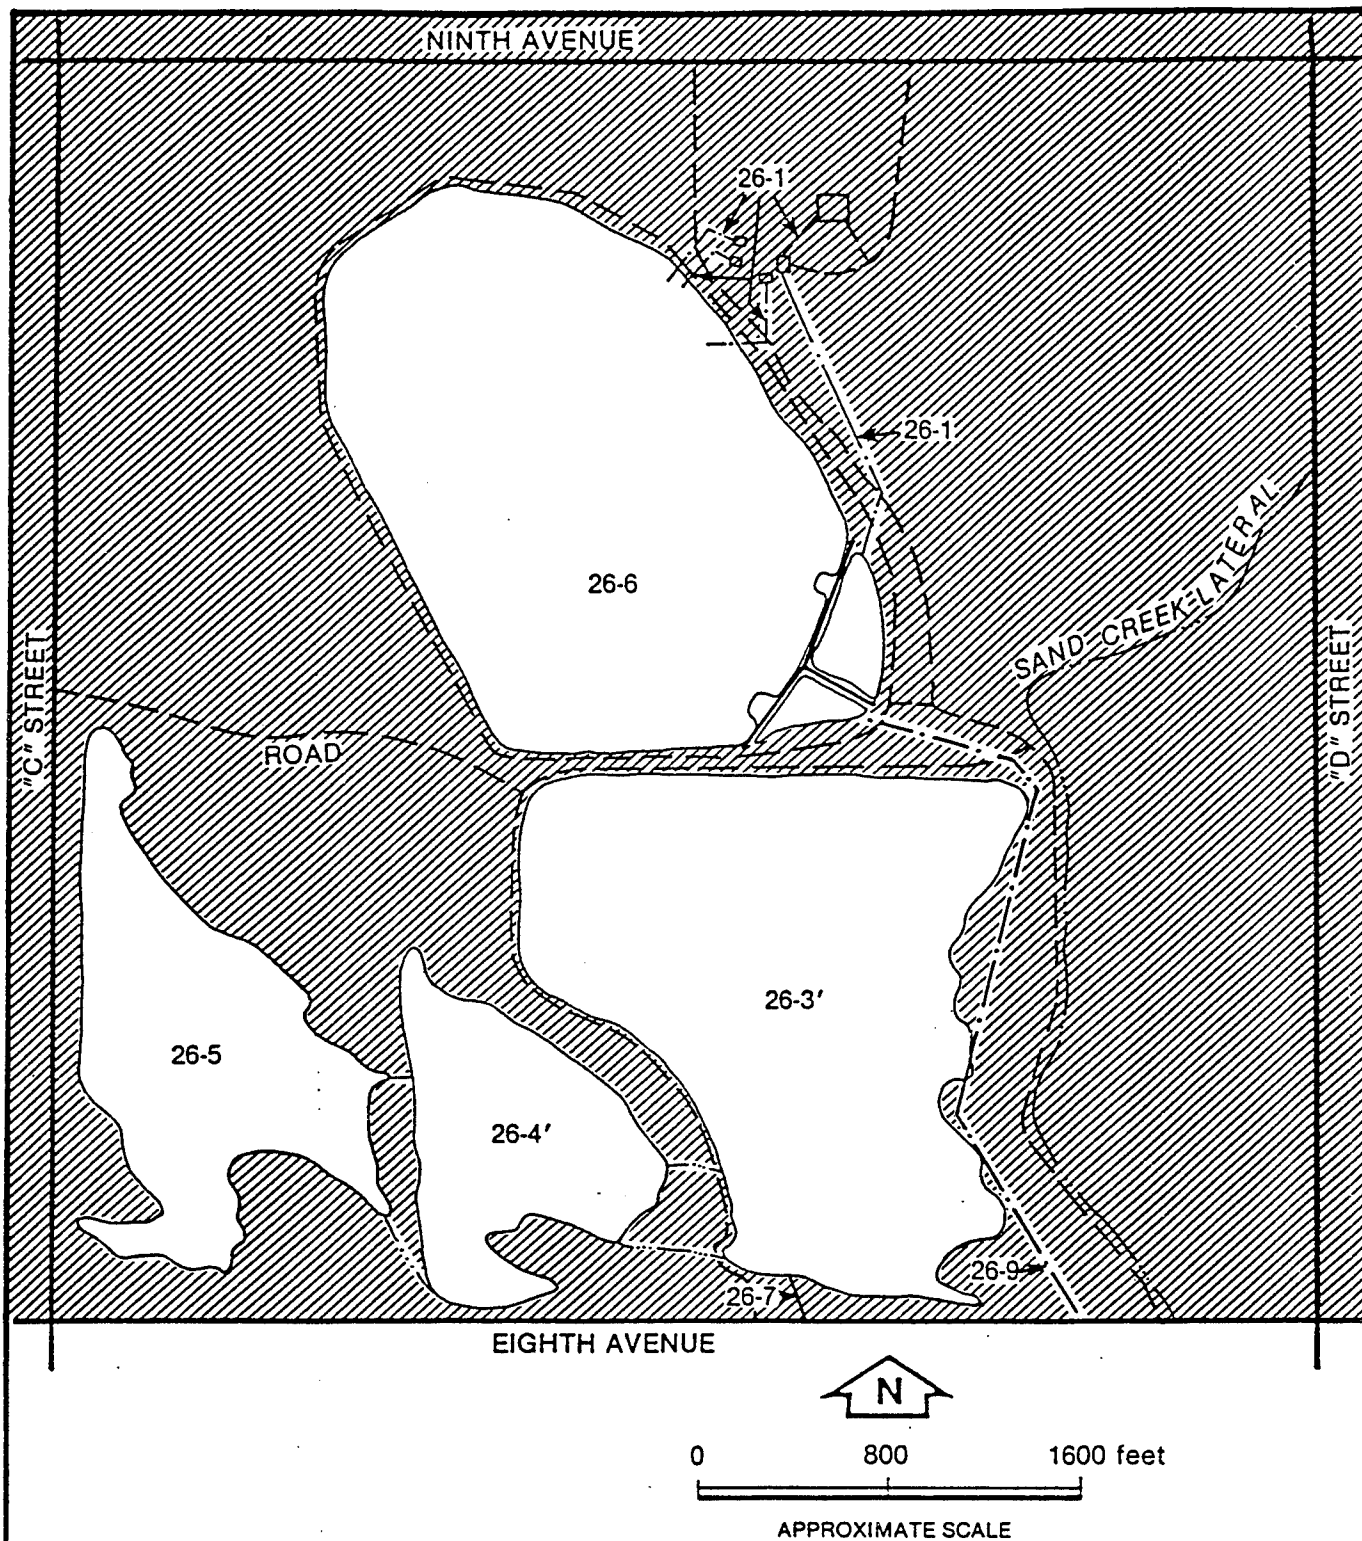 NINTH AVENUE
26-1
26-1
SAND CREEK LATERAL
26-6
"C" STREET
"D" STREET
ROAD
26-3'
26-5
26-4'
26-9
26-7
EIGHTH AVENUE
N
0 800 1600 feet
APPROXIMATE SCALE